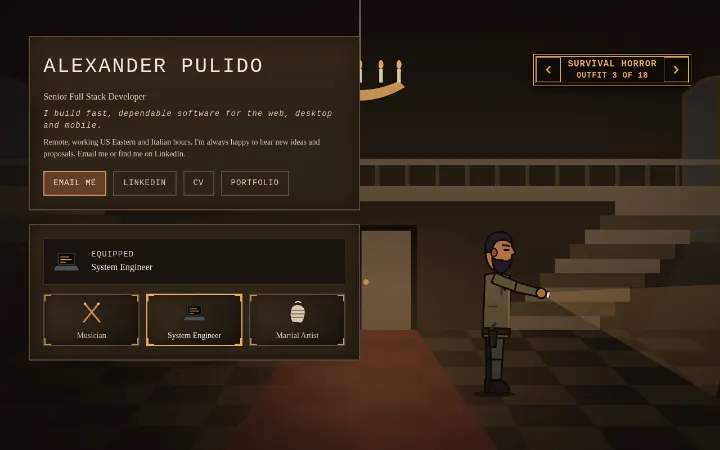 ALEXANDER PULIDO
Senior Full Stack Developer
I build fast, dependable software for the web, desktop
and mobile.
Remote, working US Eastern and Italian hours. I'm always happy to hear new ideas and
proposals. Email me or find me on Linkedin.
EMAIL ME
LINKEDIN
CV
PORTFOLIO
EQUIPPED
System Engineer
Musician
System Engineer
Martial Artist
SURVIVAL HORROR
OUTFIT 3 OF 18